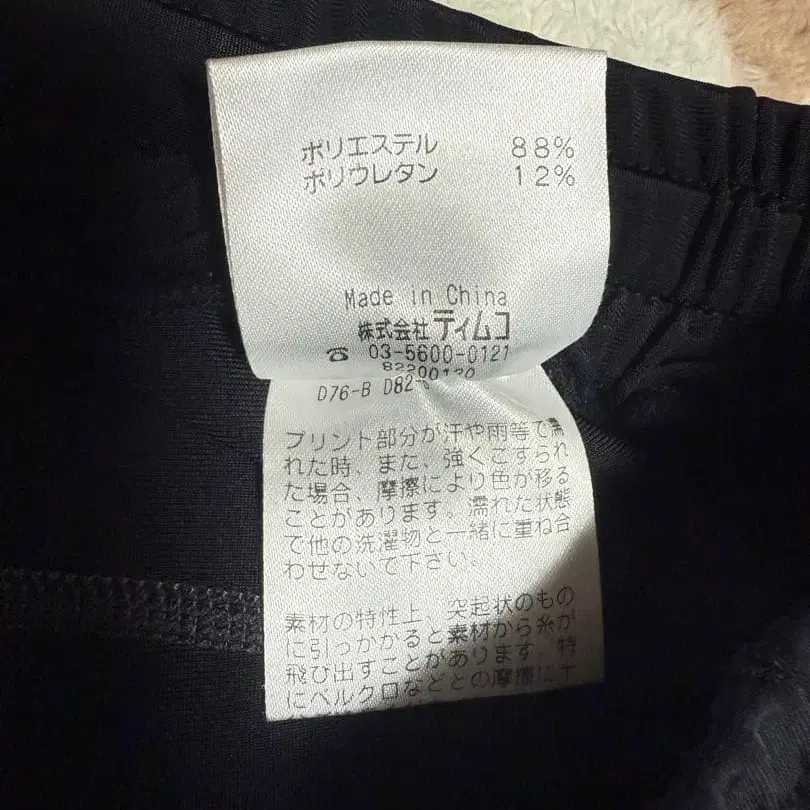 ポリエステル 88%
ポリウレタン 12%
Made in China
株式会社ティムコ
☎ 03-5600-0121
82200120
D76-B D82-
プリント部分が汗や雨等で濡
れた時、また、強くこすられ
た場合、摩擦により色が移る
ことがあります。濡れた状態
で他の洗濯物と一緒に重ね合
わせないで下さい。
素材の特性上、突起状のもの
に引っかかると素材から糸が
飛び出すことがあります。特
にベルクロなどとの摩擦に十